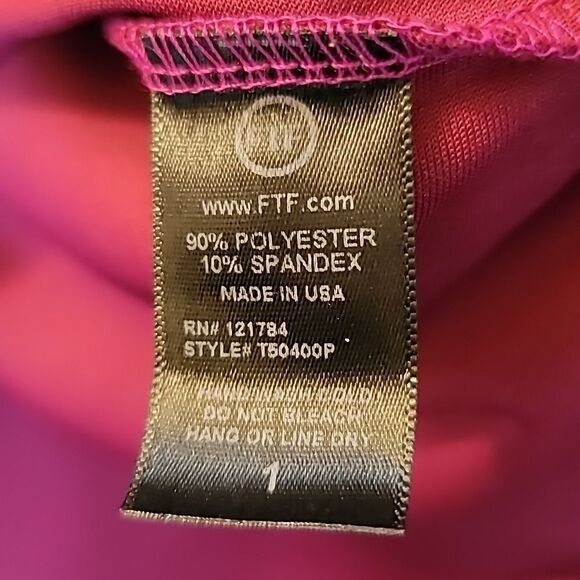 FTF
www.FTF.com
90% POLYESTER
10% SPANDEX
MADE IN USA
RN# 121784
STYLE# T50400P
HAND WASH COLD
DO NOT BLEACH
HANG OR LINE DRY
1